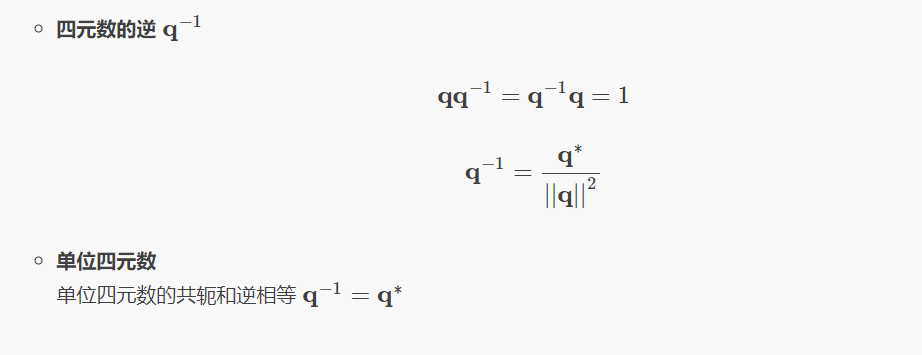 四元数的逆 q⁻¹
qq⁻¹ = q⁻¹q = 1
q⁻¹ = q* / ||q||²
单位四元数
单位四元数的共轭和逆相等 q⁻¹ = q*